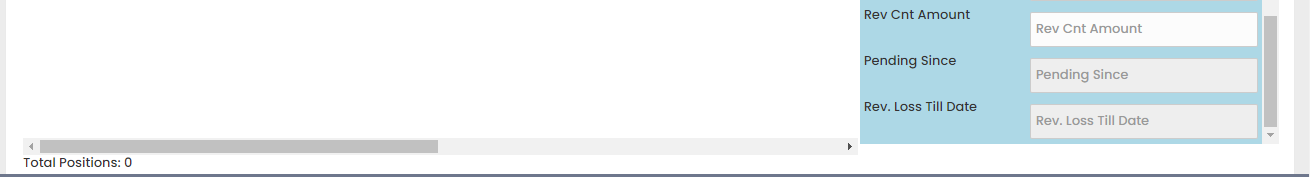 Rev Cnt Amount
Rev Cnt Amount
Pending Since
Pending Since
Rev. Loss Till Date
Rev. Loss Till Date
Total Positions: 0